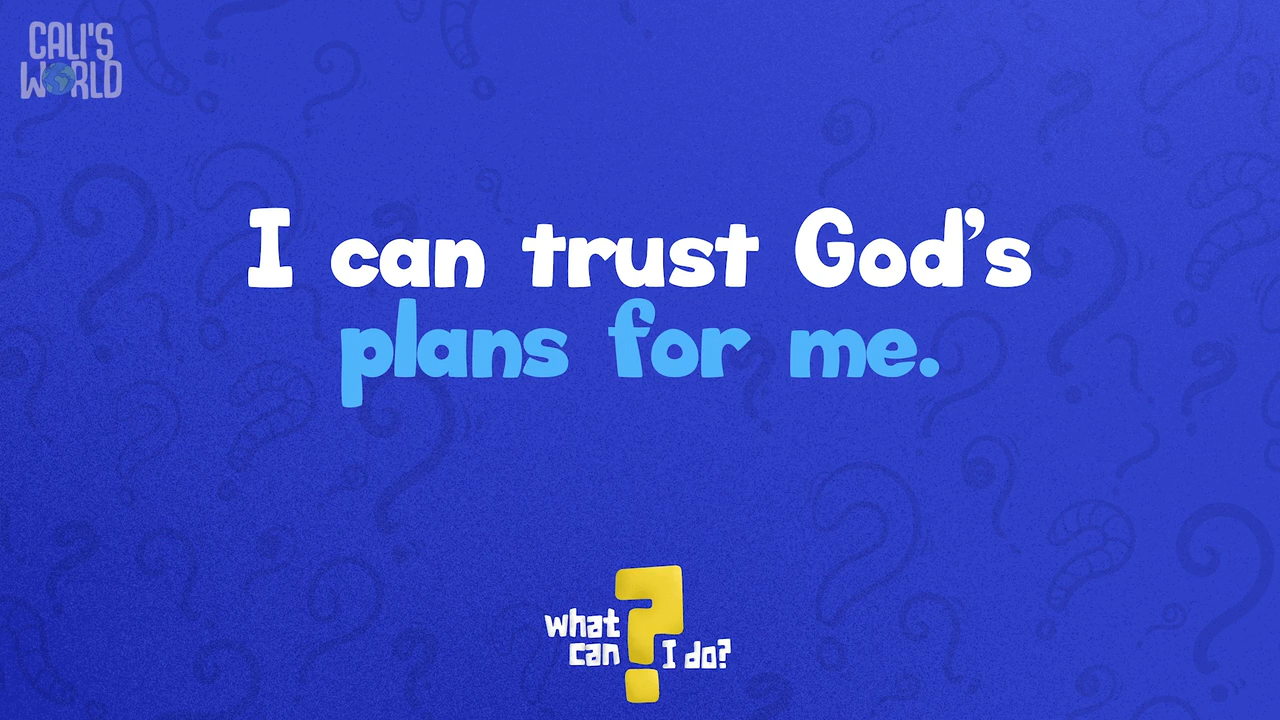 CALI'S
WORLD
I can trust God's
plans for me.
what
can
I do?